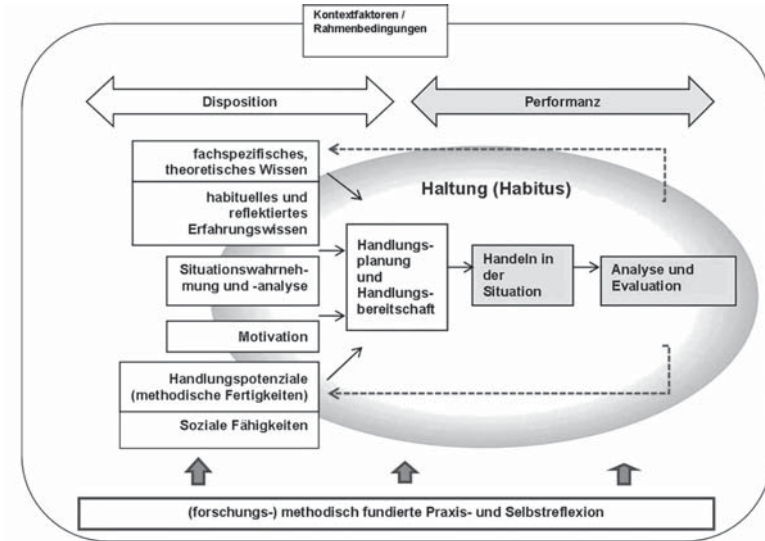 Kontextfaktoren /
Rahmenbedingungen
Disposition
Performanz
fachspezifisches,
theoretisches Wissen
habituelles und
reflektiertes
Erfahrungswissen
Situationswahrneh-
mung und -analyse
Motivation
Handlungspotenziale
(methodische Fertigkeiten)
Soziale Fähigkeiten
Haltung (Habitus)
Handlungs-
planung
und
Handlungs-
bereitschaft
Handeln in
der
Situation
Analyse und
Evaluation
(forschungs-) methodisch fundierte Praxis- und Selbstreflexion